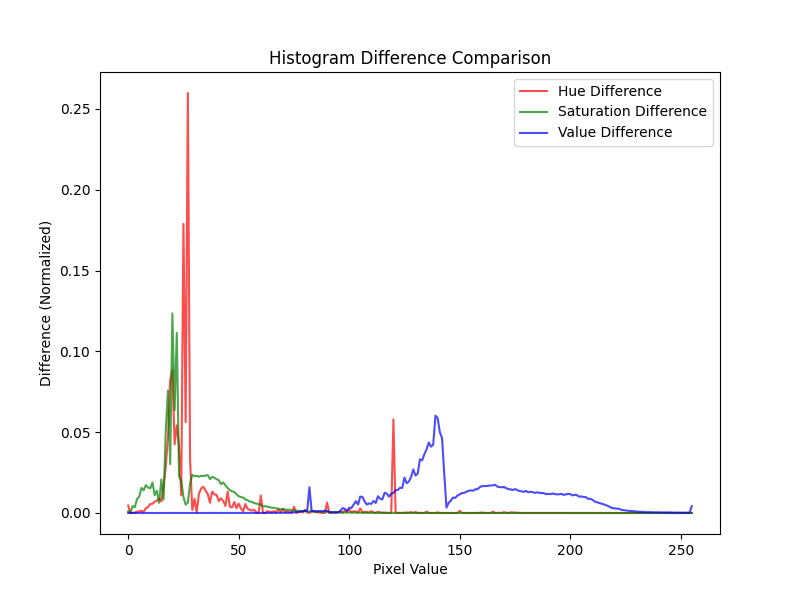 Histogram Difference Comparison
Hue Difference
Saturation Difference
Value Difference
Difference (Normalized)
0.25
0.20
0.15
0.10
0.05
0.00
0 50 100 150 200 250
Pixel Value